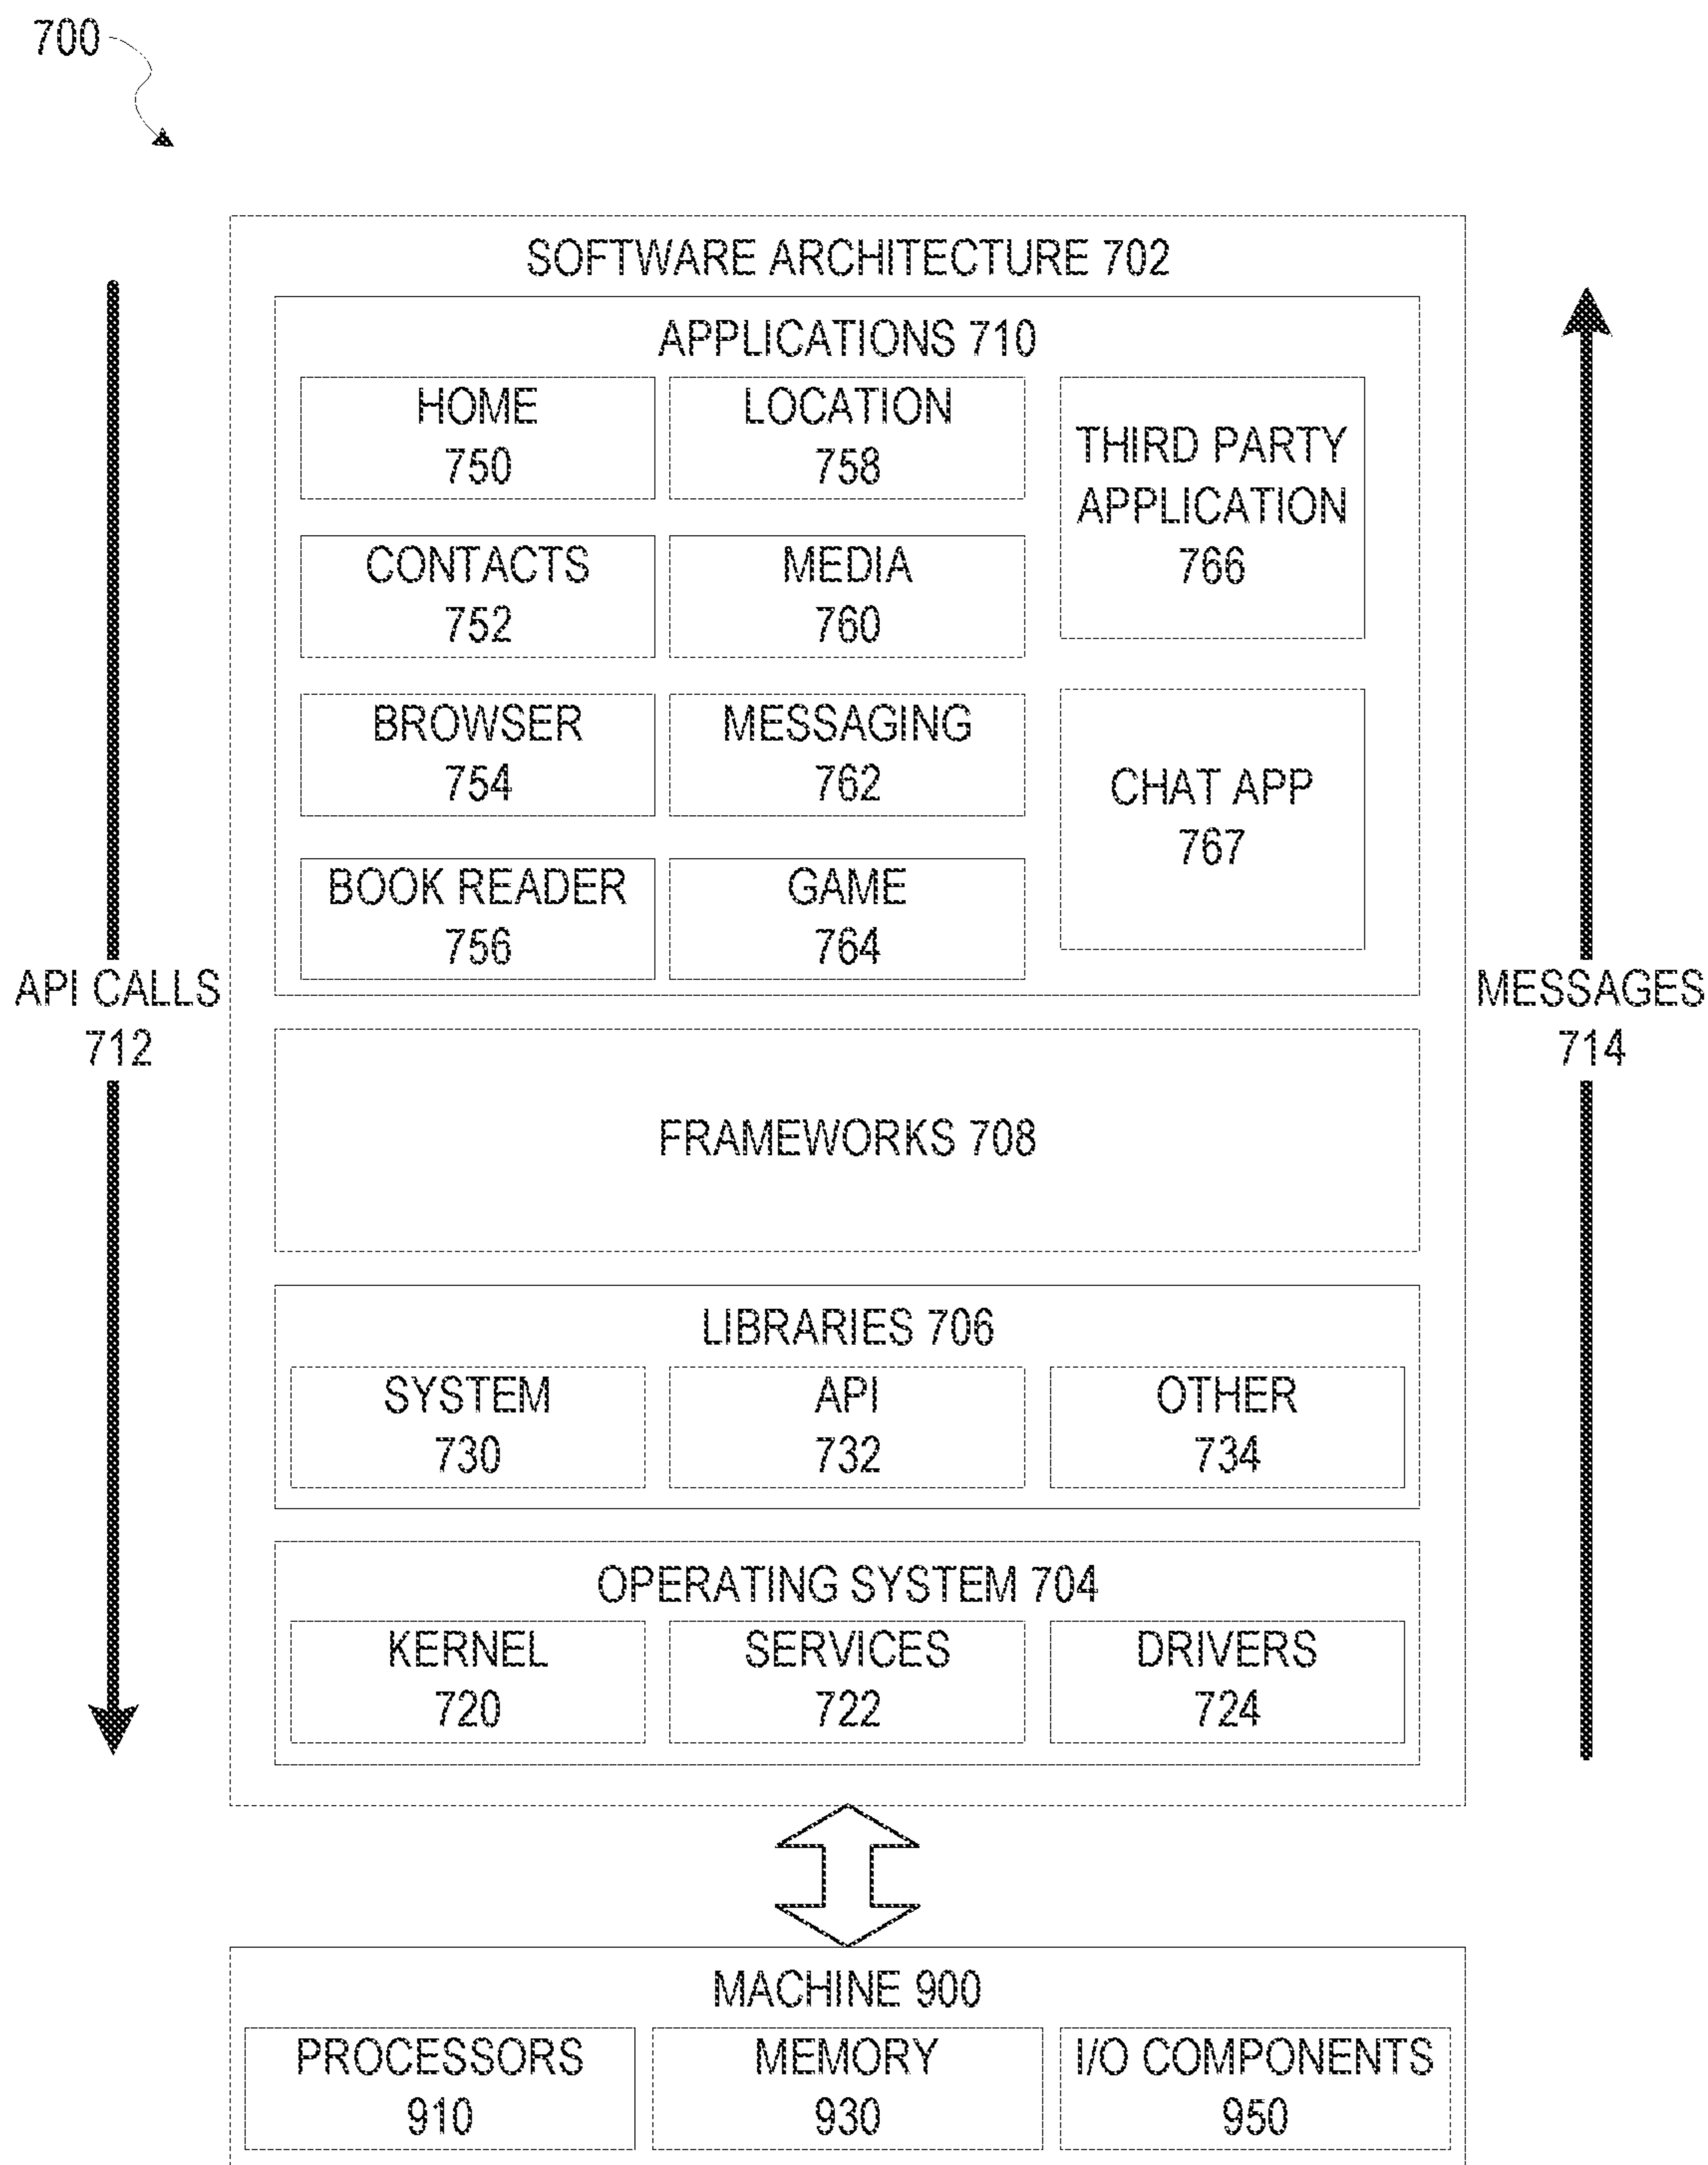 700
SOFTWARE ARCHITECTURE 702
APPLICATIONS 710
HOME
750
LOCATION
758
THIRD PARTY
APPLICATION
766
CONTACTS
752
MEDIA
760
BROWSER
754
MESSAGING
762
CHAT APP
767
BOOK READER
756
GAME
764
API CALLS
712
MESSAGES
714
FRAMEWORKS 708
LIBRARIES 706
SYSTEM
730
API
732
OTHER
734
OPERATING SYSTEM 704
KERNEL
720
SERVICES
722
DRIVERS
724
MACHINE 900
PROCESSORS
910
MEMORY
930
I/O COMPONENTS
950